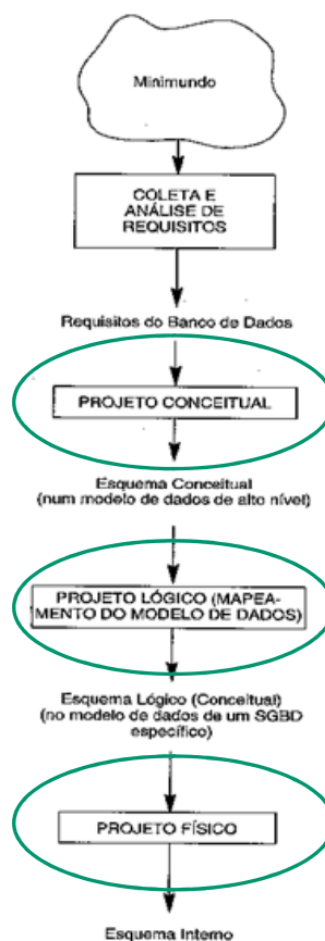 Minimundo
COLETA E
ANÁLISE DE
REQUISITOS
Requisitos do Banco de Dados
PROJETO CONCEITUAL
Esquema Conceitual
(num modelo de dados de alto nível)
PROJETO LÓGICO (MAPEA-
MENTO DO MODELO DE DADOS)
Esquema Lógico (Conceitual)
(no modelo de dados de um SGBD
específico)
PROJETO FÍSICO
Esquema Interno